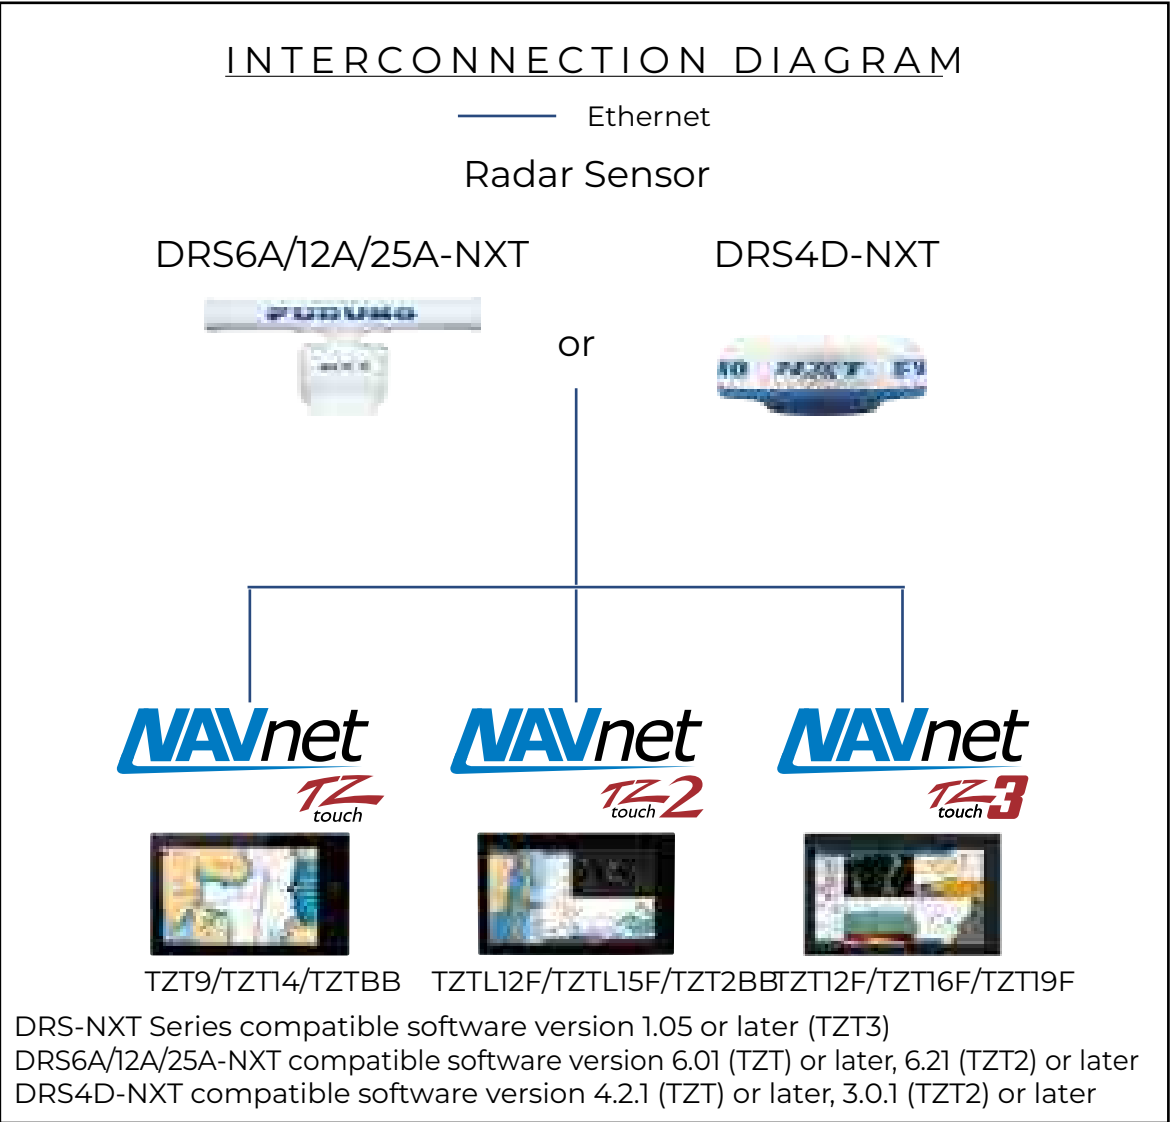 INTERCONNECTION DIAGRAM
Ethernet
Radar Sensor
DRS6A/12A/25A-NXT
DRS4D-NXT
FURUNO
NXT
or
NXT
NAVnet
TZ
touch
NAVnet
TZ 2
touch
NAVnet
TZ 3
touch
TZT9/TZT14/TZTBB
TZTL12F/TZTL15F/TZT2BB
TZT12F/TZT16F/TZT19F
DRS-NXT Series compatible software version 1.05 or later (TZT3)
DRS6A/12A/25A-NXT compatible software version 6.01 (TZT) or later, 6.21 (TZT2) or later
DRS4D-NXT compatible software version 4.2.1 (TZT) or later, 3.0.1 (TZT2) or later